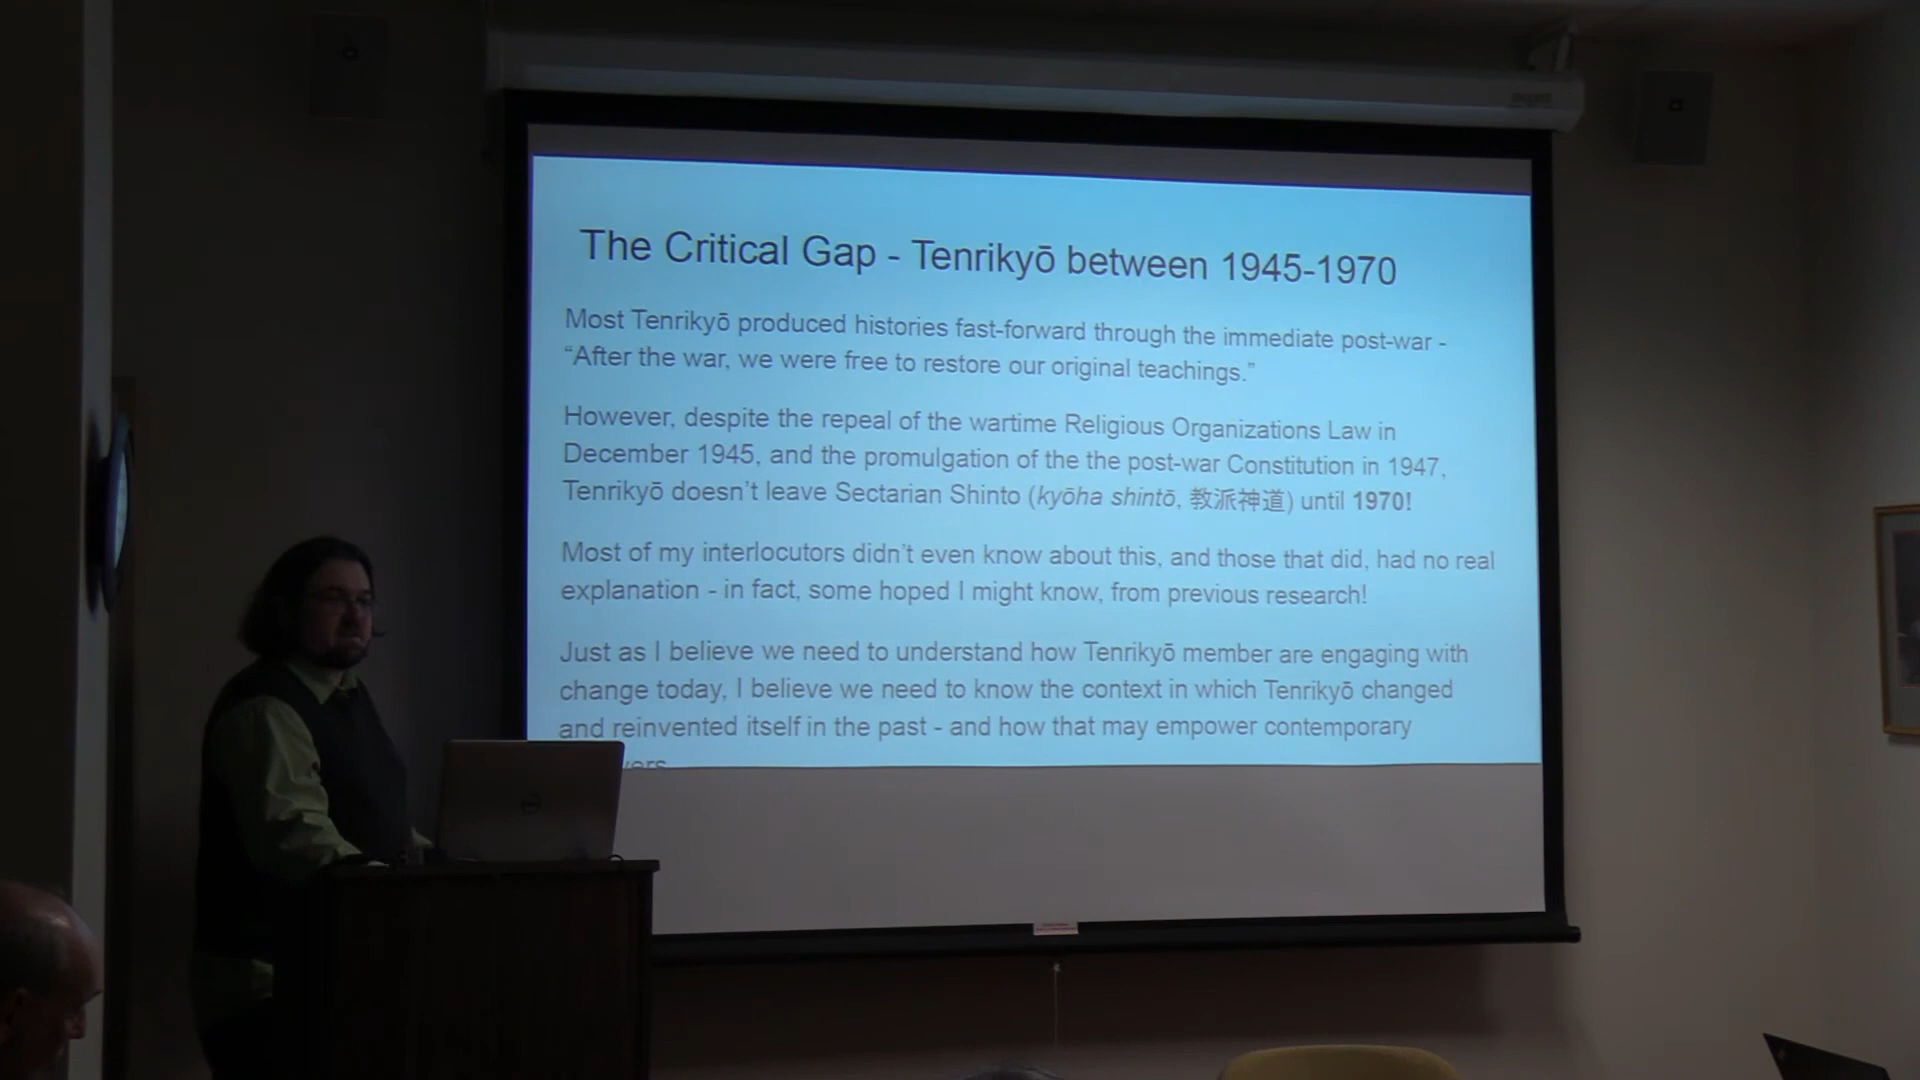 The Critical Gap - Tenrikyō between 1945-1970
Most Tenrikyō produced histories fast-forward through the immediate post-war -
“After the war, we were free to restore our original teachings.”
However, despite the repeal of the wartime Religious Organizations Law in
December 1945, and the promulgation of the the post-war Constitution in 1947,
Tenrikyō doesn't leave Sectarian Shinto (kyōha shintō, 教派神道) until 1970!
Most of my interlocutors didn't even know about this, and those that did, had no real
explanation - in fact, some hoped I might know, from previous research!
Just as I believe we need to understand how Tenrikyō member are engaging with
change today, I believe we need to know the context in which Tenrikyō changed
and reinvented itself in the past - and how that may empower contemporary